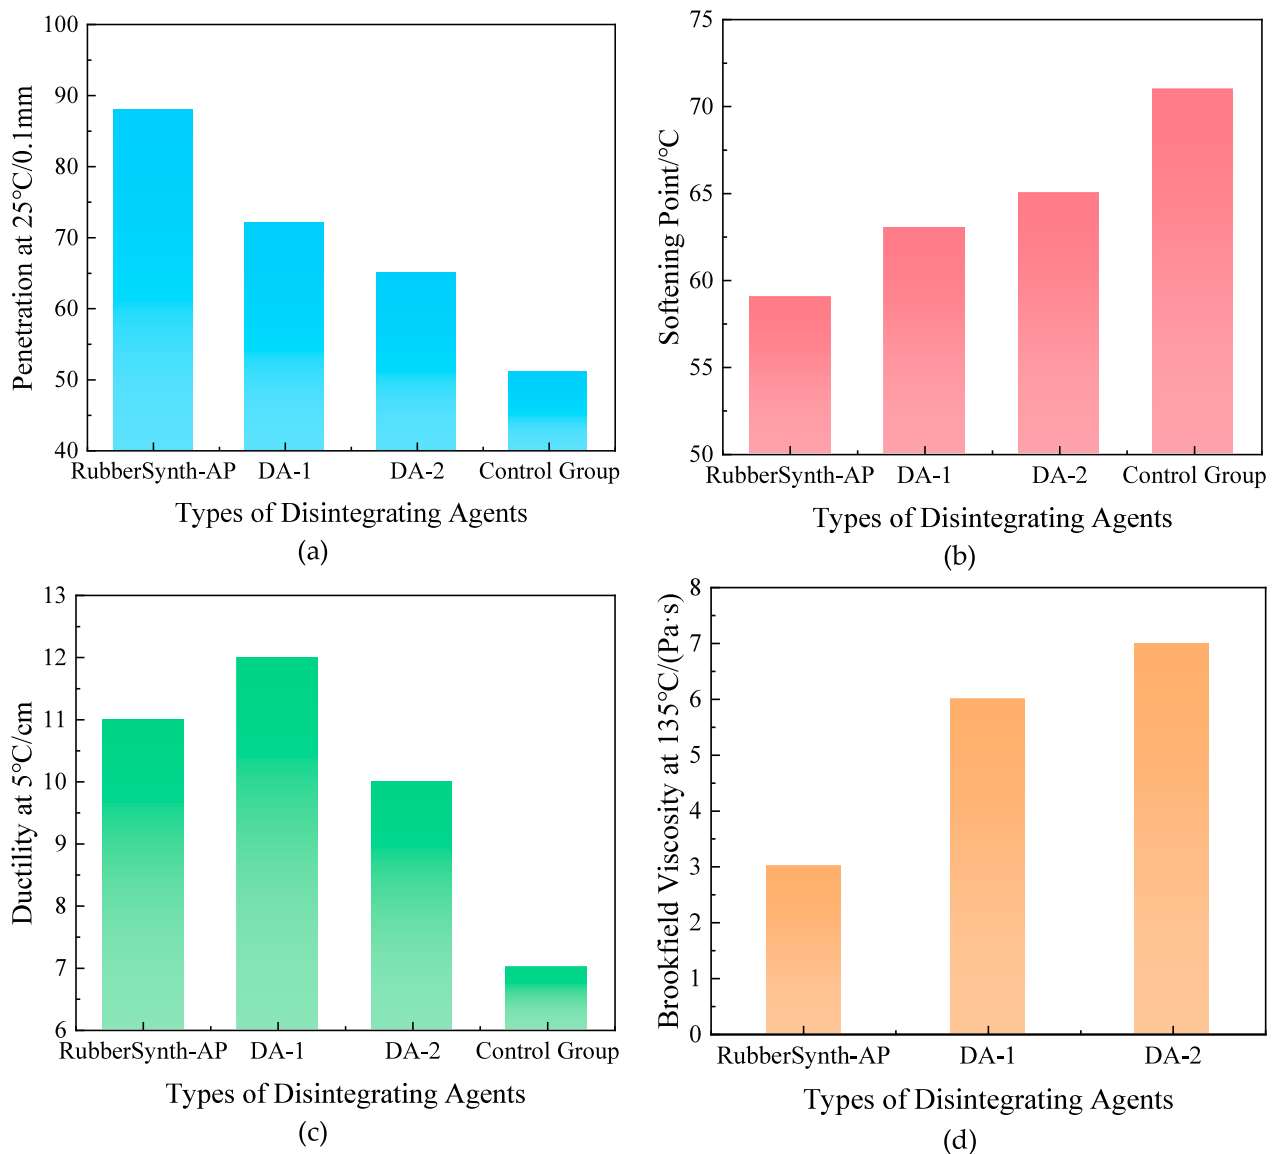 100
90
80
70
60
50
40
Penetration at 25℃/0.1mm
RubberSynth-AP DA-1 DA-2 Control Group
Types of Disintegrating Agents
(a)
75
70
65
60
55
50
Softening Point/℃
RubberSynth-AP DA-1 DA-2 Control Group
Types of Disintegrating Agents
(b)
13
12
11
10
9
8
7
6
Ductility at 5℃/cm
RubberSynth-AP DA-1 DA-2 Control Group
Types of Disintegrating Agents
(c)
8
7
6
5
4
3
2
1
0
Brookfield Viscosity at 135℃/(Pa·s)
RubberSynth-AP DA-1 DA-2
Types of Disintegrating Agents
(d)